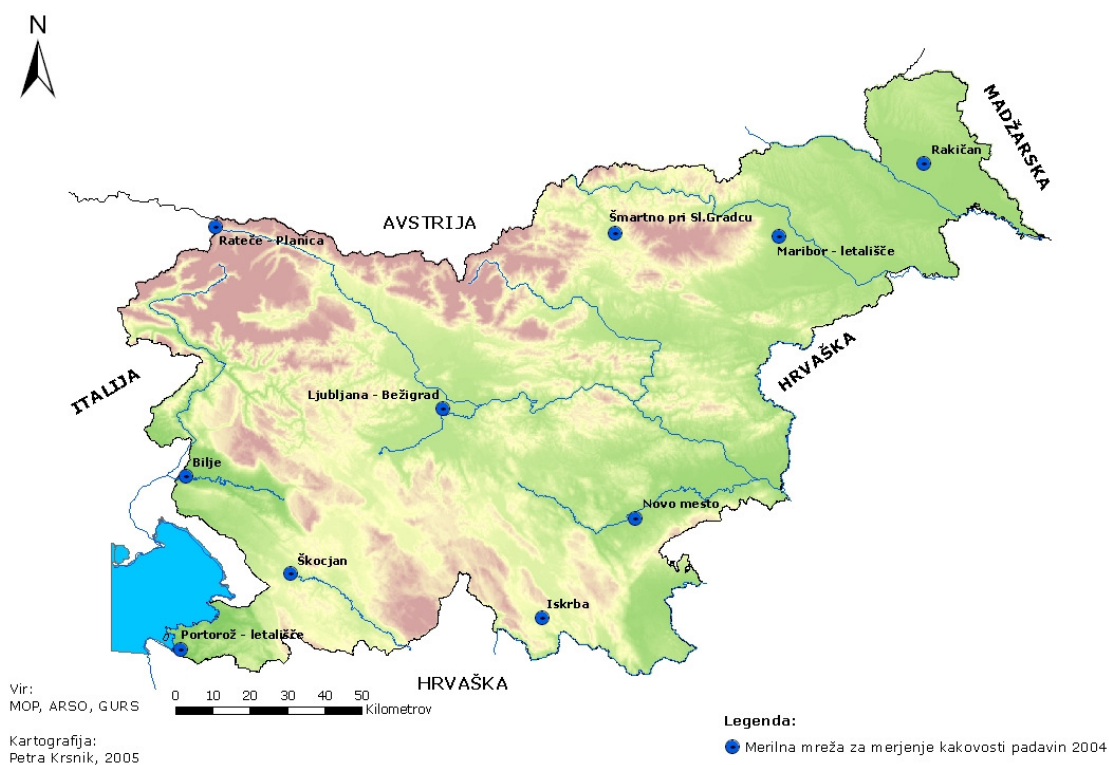 N
MADŽARSKA
Rakičan
AVSTRIJA
Šmartno pri Sl.Gradcu
Rateče - Planica
Maribor - letališče
HRVAŠKA
ITALIJA
Ljubljana - Bežigrad
Bilje
Novo mesto
Škocjan
Iskrba
Portorož - letališče
HRVAŠKA
Vir:
MOP, ARSO, GURS
0 10 20 30 40 50
Kilometrov
Kartografija:
Petra Krsnik, 2005
Legenda:
Merilna mreža za merjenje kakovosti padavin 2004